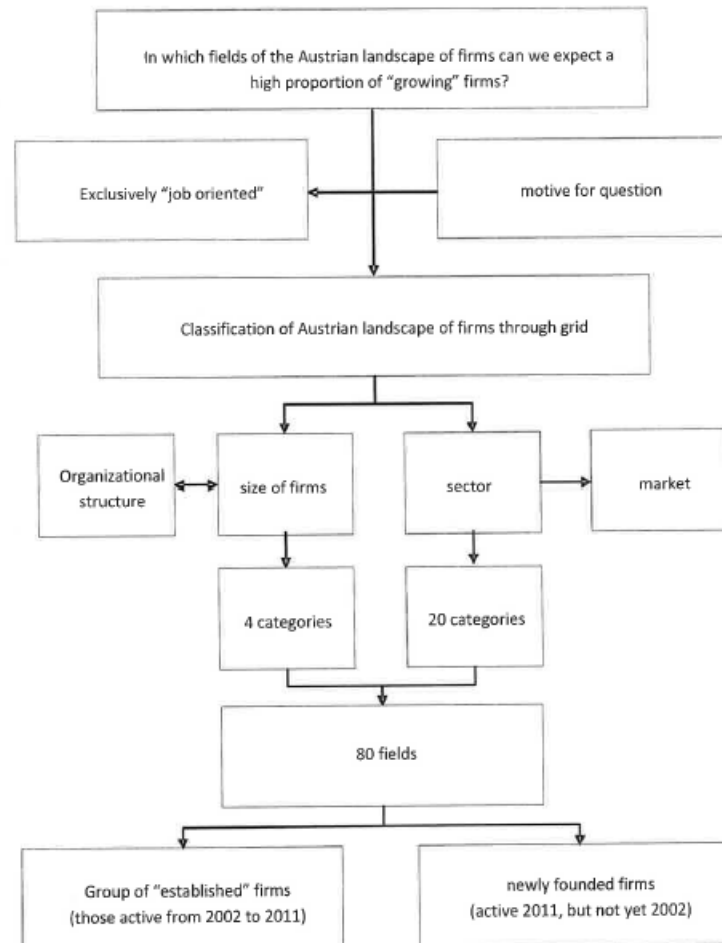 In which fields of the Austrian landscape of firms can we expect a
high proportion of “growing” firms?
Exclusively “job oriented”
motive for question
Classification of Austrian landscape of firms through grid
Organizational
structure
size of firms
sector
market
4 categories
20 categories
80 fields
Group of “established” firms
(those active from 2002 to 2011)
newly founded firms
(active 2011, but not yet 2002)